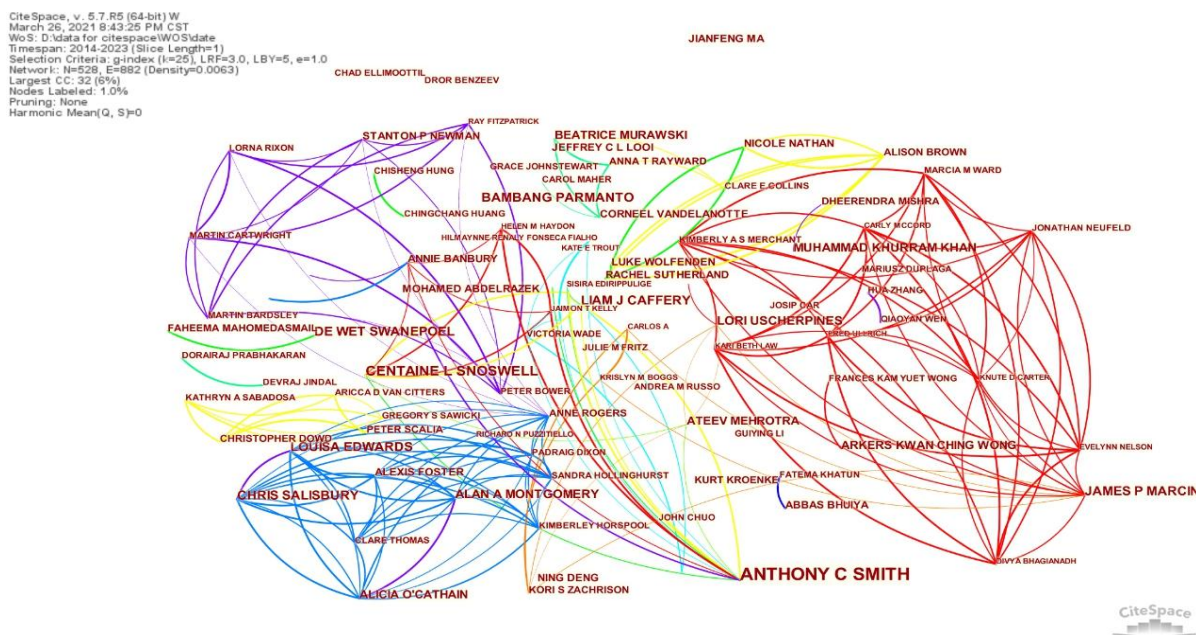 CiteSpace, v. 5.7.R5 (64-bit) W
March 26, 2021 8:43:25 PM CST
WoS: D:\data for citespace\WOS\date
Timespan: 2014-2023 (Slice Length=1)
Selection Criteria: g-index (k=25), LRF=3.0, LBY=5, e=1.0
Network: N=528, E=882 (Density=0.0063)
Largest CC: 32 (6%)
Nodes Labeled: 1.0%
Pruning: None
Harmonic Mean(Q, S)=0
JIANFENG MA
CHAD ELLIMOOTTIL
DROR BENZEEV
RAY FITZPATRICK
STANTON P NEWMAN
BEATRICE MURAWSKI
LORNA RIXON
JEFFREY C L LOOI
NICOLE NATHAN
ALISON BROWN
GRACE JOHNSTEWART
ANNA T RAYWARD
CHISHENG HUNG
MARCIA M WARD
CAROL MAHER
CLARE E COLLINS
BAMBANG PARMANTO
DHEERENDRA MISHRA
CHINGCHANG HUANG
CORNEEL VANDELANOTTE
HELEN M HAYDON
CARLY MCCORD
JONATHAN NEUFELD
MARTIN CARTWRIGHT
HILMAYNNE RENALY FONSECA FIALHO
KIMBERLY A S MERCHANT
KATE E TROUT
MUHAMMAD KHURRAM KHAN
ANNIE BANBURY
LUKE WOLFENDEN
MARIUSZ DUPLAGA
RACHEL SUTHERLAND
SISIRA EDIRIPPULIGE
MOHAMED ABDELRAZEK
HUA ZHANG
LIAM J CAFFERY
JOSIP CAR
JAIMON T KELLY
MARTIN BARDSLEY
QIAOYAN WEN
LORI USCHERPINES
FAHEEMA MAHOMEDASMAIL
DE WET SWANEPOEL
VICTORIA WADE
CARLOS A
FRED ULLRICH
JULIE M FRITZ
KARI BETH LAW
DORAIRAJ PRABHAKARAN
CENTAINE L SNOSWELL
KRISLYN M BOGGS
FRANCES KAM YUET WONG
KNUTE D CARTER
DEVRAJ JINDAL
ANDREA M RUSSO
ARICCA D VAN CITTERS
PETER BOWER
KATHRYN A SABADOSA
GREGORY S SAWICKI
ANNE ROGERS
ATEEV MEHROTRA
PETER SCALIA
RICHARD N PUZZITIELLO
GUIYING LI
CHRISTOPHER DOWD
LOUISA EDWARDS
ARKERS KWAN CHING WONG
EVELYNN NELSON
PADRAIG DIXON
ALEXIS FOSTER
SANDRA HOLLINGHURST
KURT KROENKE
FATEMA KHATUN
CHRIS SALISBURY
ALAN A MONTGOMERY
JAMES P MARCIN
ABBAS BHUIYA
JOHN CHUO
KIMBERLEY HORSPOOL
CLARE THOMAS
DIVYA BHAGIANADH
NING DENG
ANTHONY C SMITH
KORI S ZACHRISON
ALICIA O'CATHAIN
CiteSpace